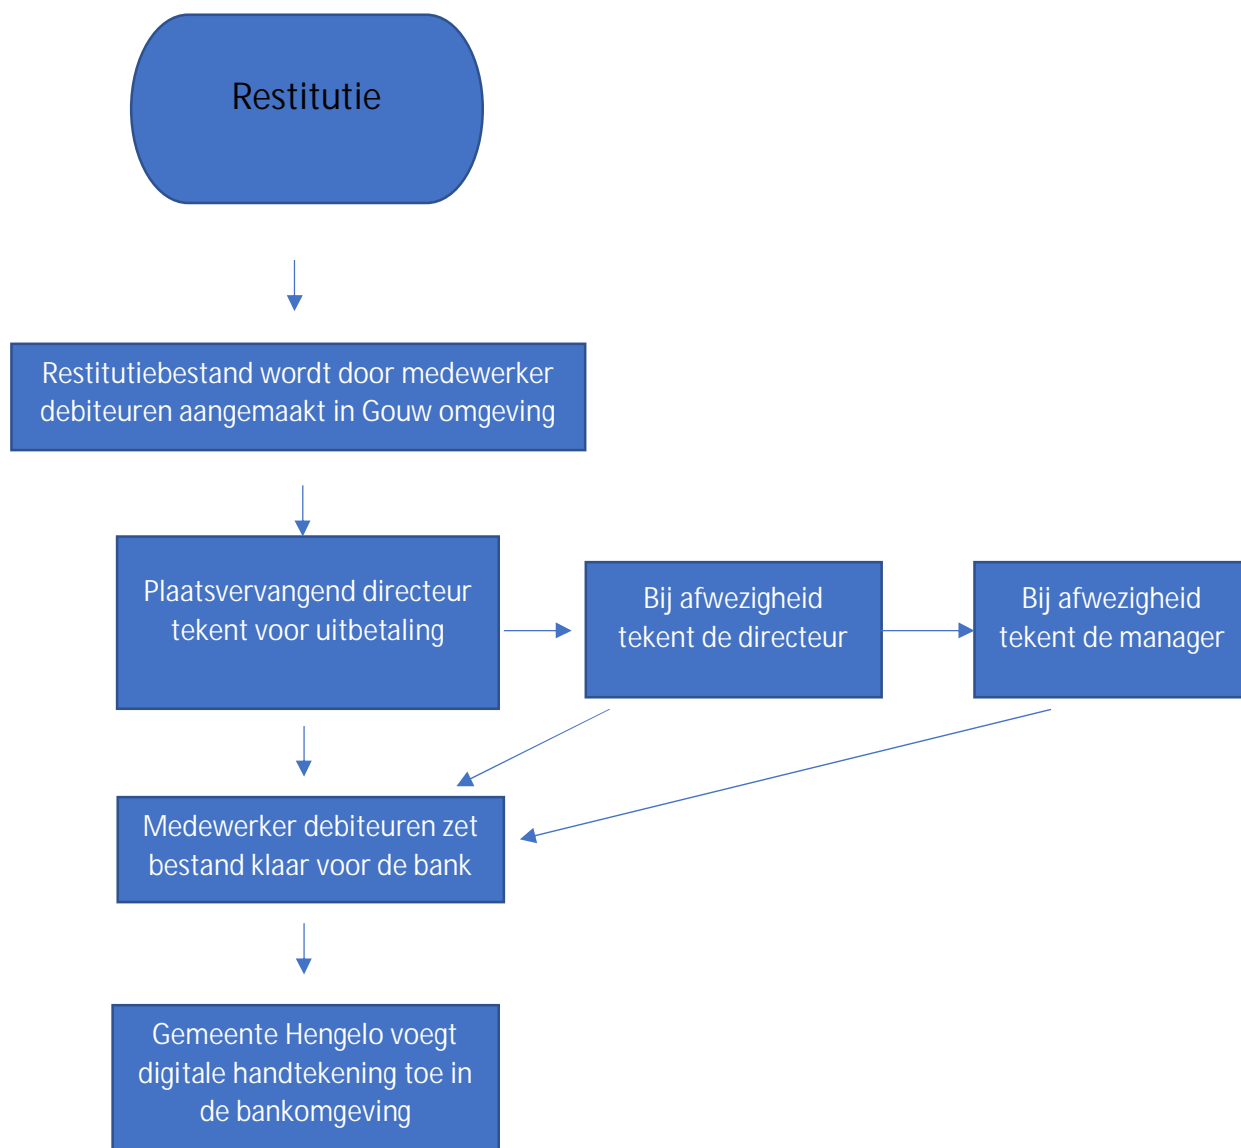 Restitutie
Restitutiebestand wordt door medewerker
debiteuren aangemaakt in Gouw omgeving
Plaatsvervangend directeur
tekent voor uitbetaling
Bij afwezigheid
tekent de directeur
Bij afwezigheid
tekent de manager
Medewerker debiteuren zet
bestand klaar voor de bank
Gemeente Hengelo voegt
digitale handtekening toe in
de bankomgeving